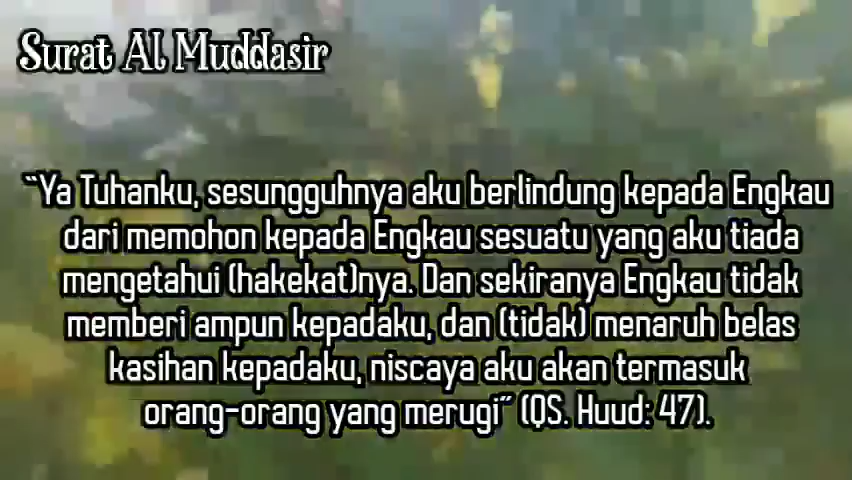 Surat Al Muddasir
“Ya Tuhanku, sesungguhnya aku berlindung kepada Engkau
dari memohon kepada Engkau sesuatu yang aku tiada
mengetahui (hakekat)nya. Dan sekiranya Engkau tidak
memberi ampun kepadaku, dan (tidak) menaruh belas
kasihan kepadaku, niscaya aku akan termasuk
orang-orang yang merugi” (QS. Huud: 47).